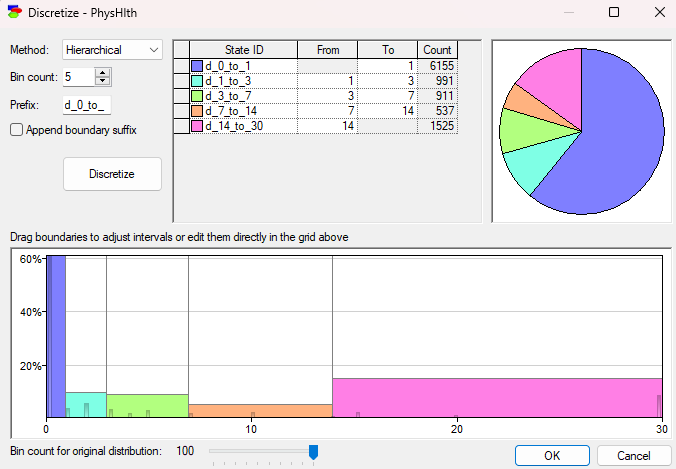 Discretize - PhysHlth
Method: Hierarchical
Bin count: 5
Prefix: d_0_to_
Append boundary suffix
Discretize
State ID From To Count
d_0_to_1 1 6155
d_1_to_3 1 3 991
d_3_to_7 3 7 911
d_7_to_14 7 14 537
d_14_to_30 14 1525
Drag boundaries to adjust intervals or edit them directly in the grid above
60%
40%
20%
0 10 20 30
Bin count for original distribution: 100
OK Cancel